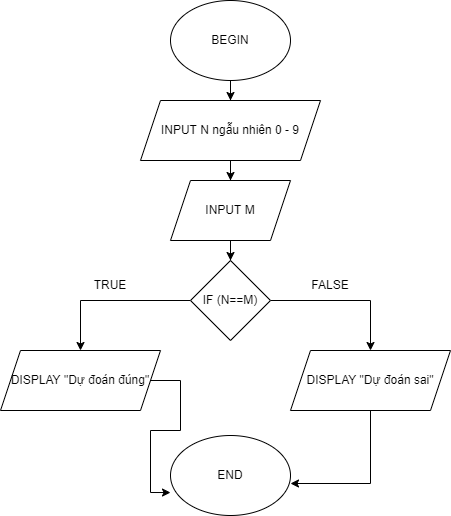 BEGIN
INPUT N ngẫu nhiên 0 - 9
INPUT M
IF (N==M)
TRUE
FALSE
DISPLAY "Dự đoán đúng"
DISPLAY "Dự đoán sai"
END